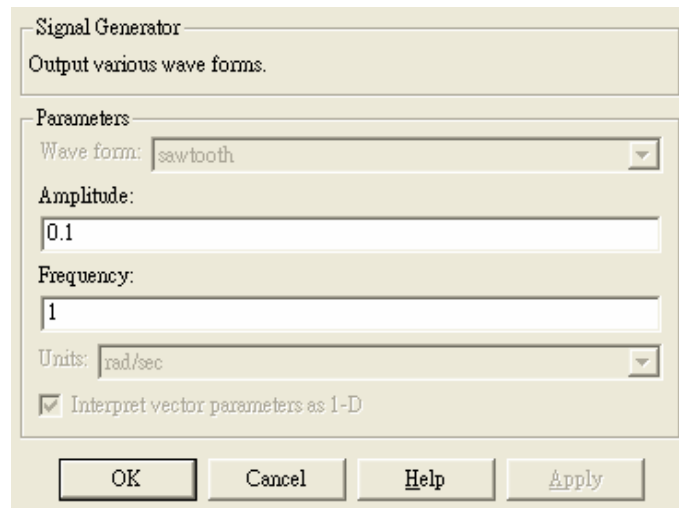 Signal Generator
Output various wave forms.
Parameters
Wave form: sawtooth
Amplitude:
0.1
Frequency:
1
Units: rad/sec
Interpret vector parameters as 1-D
OK Cancel Help Apply